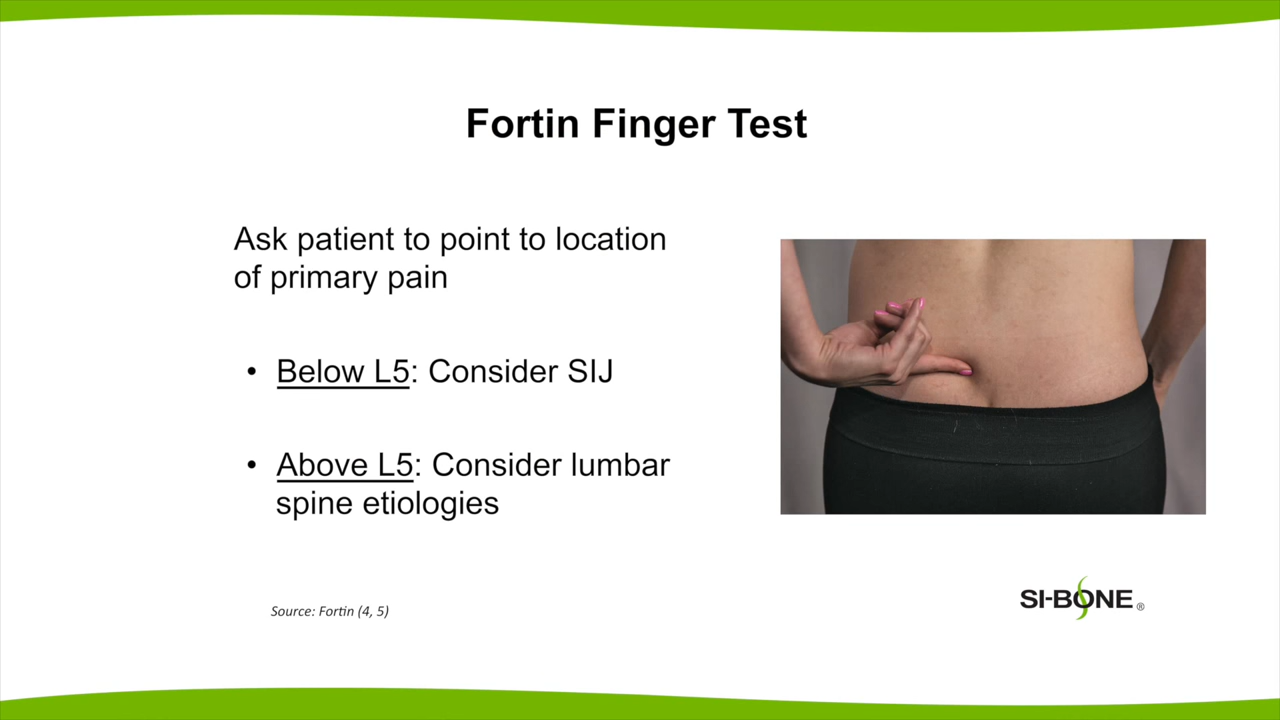 Fortin Finger Test
Ask patient to point to location
of primary pain
• Below L5: Consider SIJ
• Above L5: Consider lumbar
spine etiologies
Source: Fortin (4, 5)
SI-BONE ®